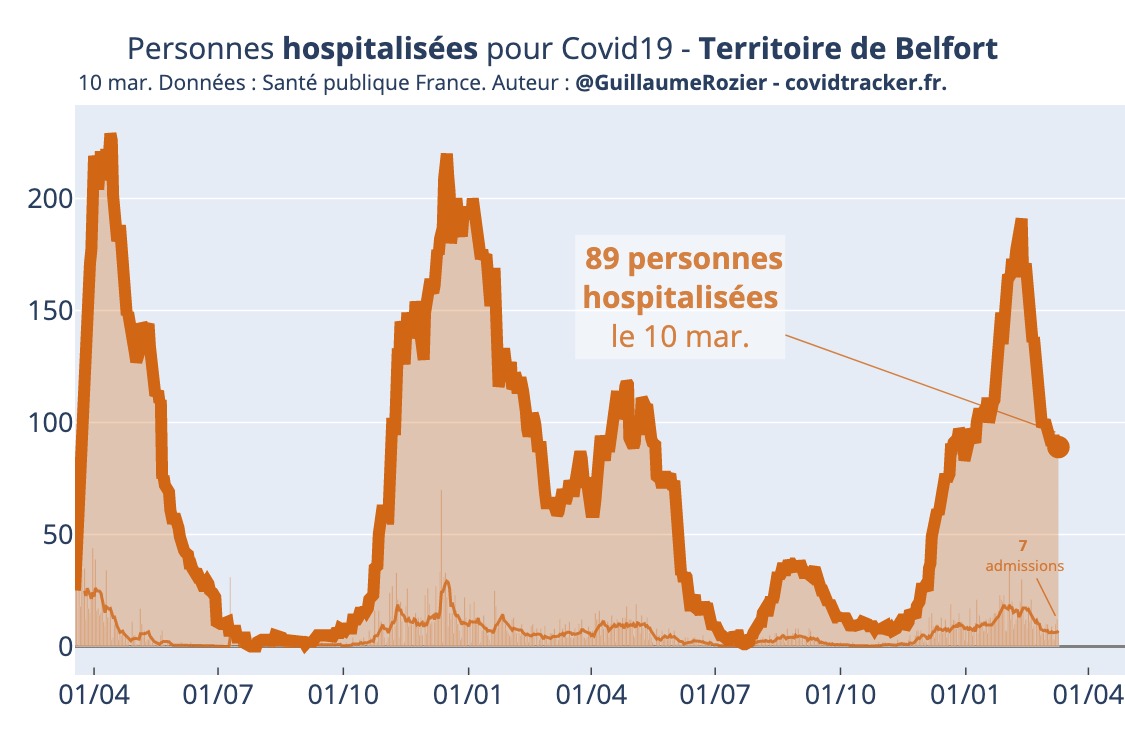 Personnes hospitalisées pour Covid19 - Territoire de Belfort
10 mar. Données : Santé publique France. Auteur : @GuillaumeRozier - covidtracker.fr.
200
150
100
50
0
89 personnes
hospitalisées
le 10 mar.
7
admissions
01/04 01/07 01/10 01/01 01/04 01/07 01/10 01/01 01/04